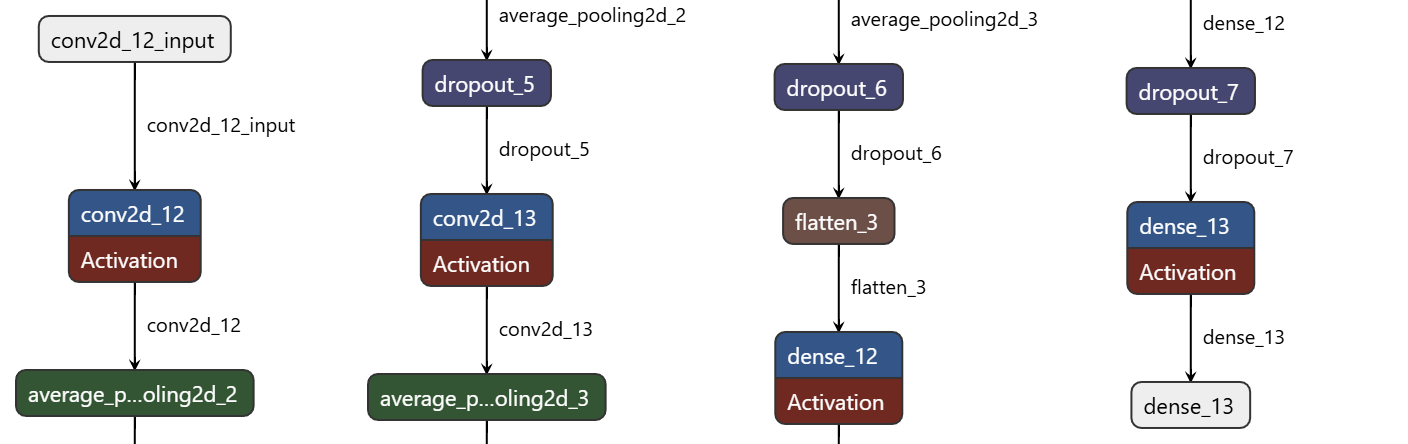 conv2d_12_input
conv2d_12_input
conv2d_12
Activation
conv2d_12
average_p...oling2d_2
average_pooling2d_2
dropout_5
dropout_5
conv2d_13
Activation
conv2d_13
average_p...oling2d_3
average_pooling2d_3
dropout_6
dropout_6
flatten_3
flatten_3
dense_12
Activation
dense_12
dropout_7
dropout_7
dense_13
Activation
dense_13
dense_13